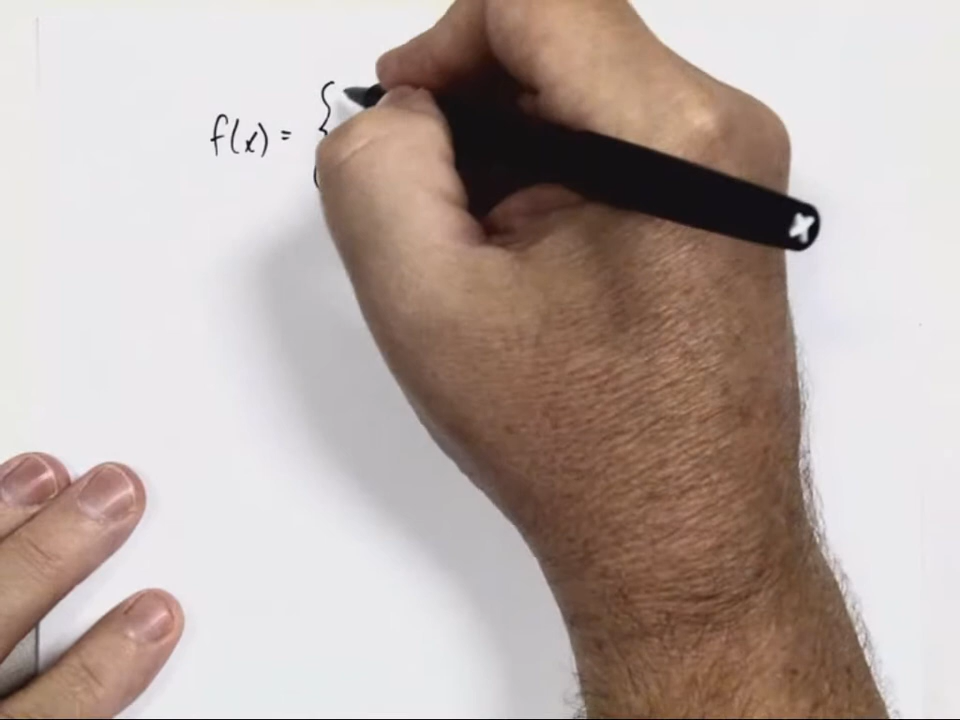 f(x) = {